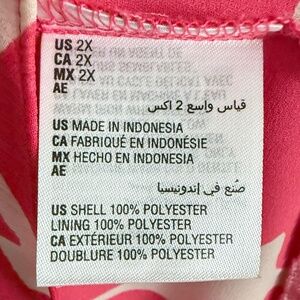 US 2X
CA 2X
MX 2X
AE
قياس واسع 2 اكس
US MADE IN INDONESIA
CA FABRIQUÉ EN INDONÉSIE
MX HECHO EN INDONESIA
AE
صُنع في إندونيسيا
US SHELL 100% POLYESTER
LINING 100% POLYESTER
CA EXTÉRIEUR 100% POLYESTER
DOUBLURE 100% POLYESTER